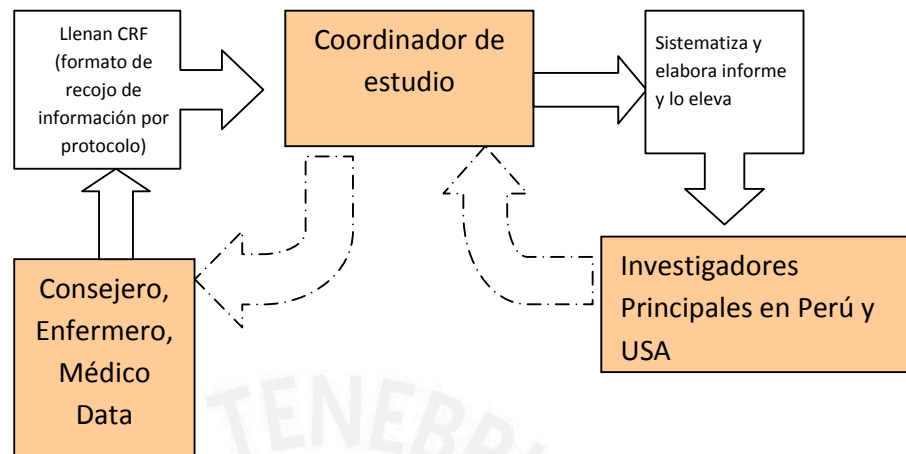 Llenan CRF
(formato de
recojo de
información por
protocolo)
Coordinador de
estudio
Sistematiza y
elabora informe
y lo eleva
Consejero,
Enfermero,
Médico
Data
Investigadores
Principales en Perú y
USA